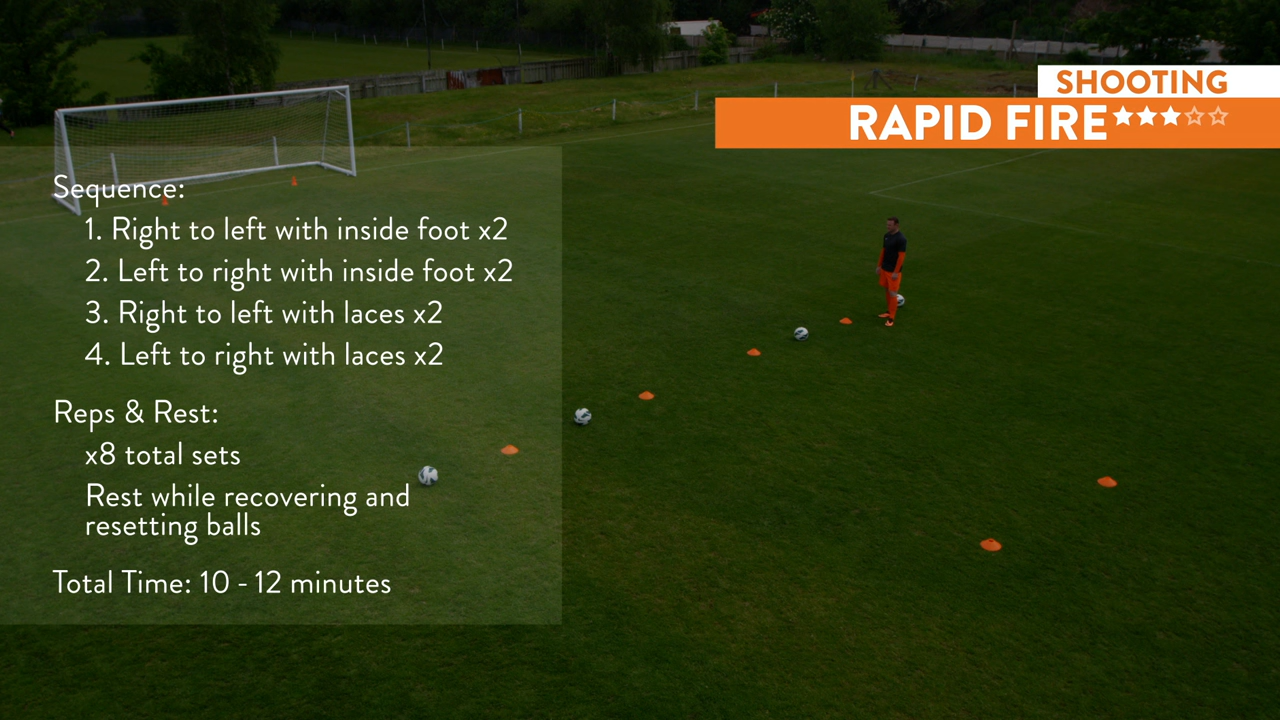 SHOOTING
RAPID FIRE
Sequence:
1. Right to left with inside foot x2
2. Left to right with inside foot x2
3. Right to left with laces x2
4. Left to right with laces x2
Reps & Rest:
x8 total sets
Rest while recovering and
resetting balls
Total Time: 10 - 12 minutes